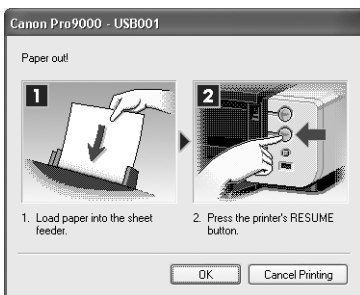 Canon Pro9000 - USB001
Paper out!
1
2
1. Load paper into the sheet
feeder.
2. Press the printer's RESUME
button.
OK
Cancel Printing